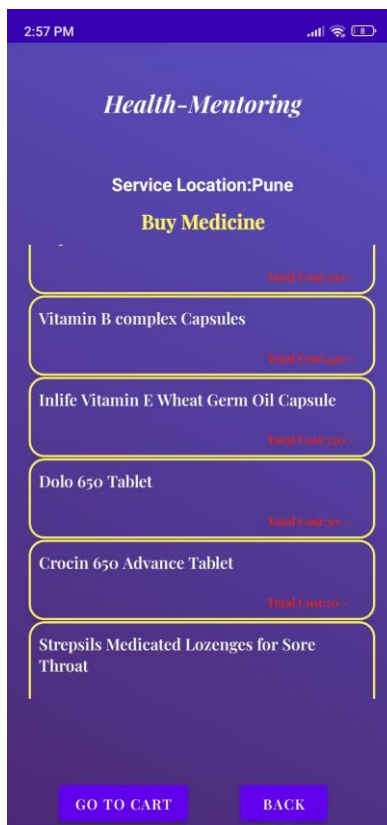 2:57 PM
8
Health-Mentoring
Service Location:Pune
Buy Medicine
Total Cost:
Vitamin B complex Capsules
Total Cost:
Inlife Vitamin E Wheat Germ Oil Capsule
Total Cost:
Dolo 650 Tablet
Total Cost:
Crocin 650 Advance Tablet
Total Cost:
Strepsils Medicated Lozenges for Sore
Throat
GO TO CART
BACK